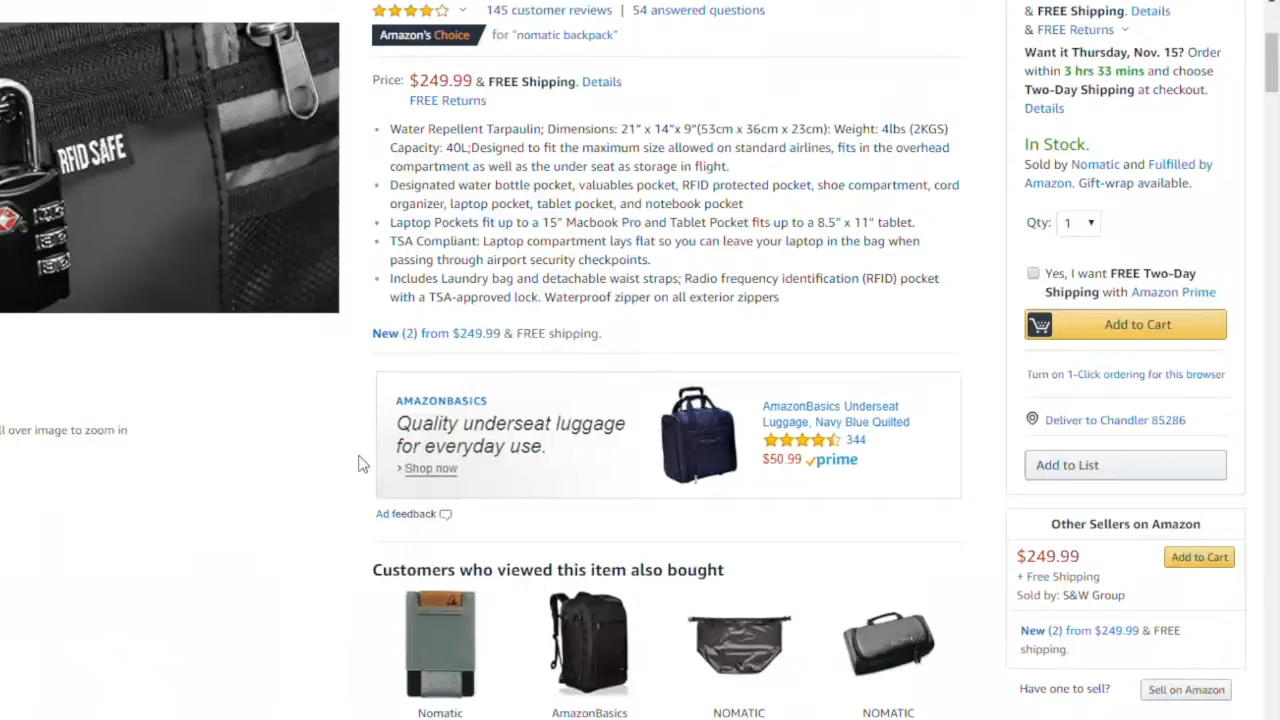 145 customer reviews | 54 answered questions
Amazon's Choice for "nomatic backpack"
Price: $249.99 & FREE Shipping. Details
FREE Returns
Water Repellent Tarpaulin; Dimensions: 21" x 14"x 9"(53cm x 36cm x 23cm): Weight: 4lbs (2KGS)
Capacity: 40L;Designed to fit the maximum size allowed on standard airlines, fits in the overhead
compartment as well as the under seat as storage in flight.
Designated water bottle pocket, valuables pocket, RFID protected pocket, shoe compartment, cord
organizer, laptop pocket, tablet pocket, and notebook pocket
Laptop Pockets fit up to a 15" Macbook Pro and Tablet Pocket fits up to a 8.5" x 11" tablet.
TSA Compliant: Laptop compartment lays flat so you can leave your laptop in the bag when
passing through airport security checkpoints.
Includes Laundry bag and detachable waist straps; Radio frequency identification (RFID) pocket
with a TSA-approved lock. Waterproof zipper on all exterior zippers
New (2) from $249.99 & FREE shipping.
RFID SAFE
ll over image to zoom in
AMAZONBASICS
Quality underseat luggage
for everyday use.
› Shop now
AmazonBasics Underseat
Luggage, Navy Blue Quilted
344
$50.99 prime
Ad feedback
Customers who viewed this item also bought
Nomatic
AmazonBasics
NOMATIC
NOMATIC
& FREE Shipping. Details
& FREE Returns
Want it Thursday, Nov. 15? Order
within 3 hrs 33 mins and choose
Two-Day Shipping at checkout.
Details
In Stock.
Sold by Nomatic and Fulfilled by
Amazon. Gift-wrap available.
Qty: 1
Yes, I want FREE Two-Day
Shipping with Amazon Prime
Add to Cart
Turn on 1-Click ordering for this browser
Deliver to Chandler 85286
Add to List
Other Sellers on Amazon
$249.99 Add to Cart
+ Free Shipping
Sold by: S&W Group
New (2) from $249.99 & FREE
shipping.
Have one to sell? Sell on Amazon